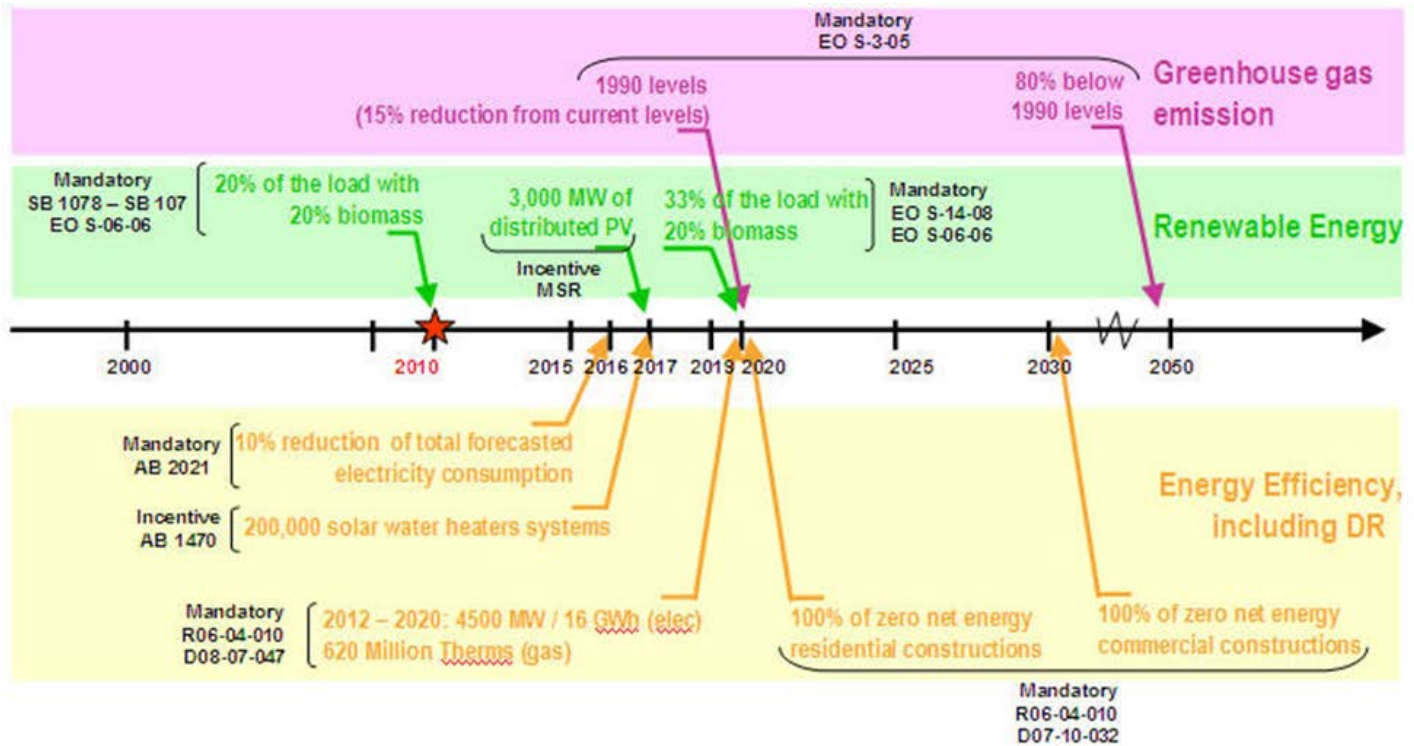 Mandatory
EO S-3-05
1990 levels
(15% reduction from current levels)
80% below
1990 levels
Greenhouse gas
emission
Mandatory
SB 1078 – SB 107
EO S-06-06
20% of the load with
20% biomass
3,000 MW of
distributed PV
Incentive
MSR
33% of the load with
20% biomass
Mandatory
EO S-14-08
EO S-06-06
Renewable Energy
2000
2010
2015
2016
2017
2019
2020
2025
2030
2050
Mandatory
AB 2021
10% reduction of total forecasted
electricity consumption
Incentive
AB 1470
200,000 solar water heaters systems
Energy Efficiency,
including DR
Mandatory
R06-04-010
D08-07-047
2012 – 2020: 4500 MW / 16 GWh (elec)
620 Million Therms (gas)
100% of zero net energy
residential constructions
100% of zero net energy
commercial constructions
Mandatory
R06-04-010
D07-10-032